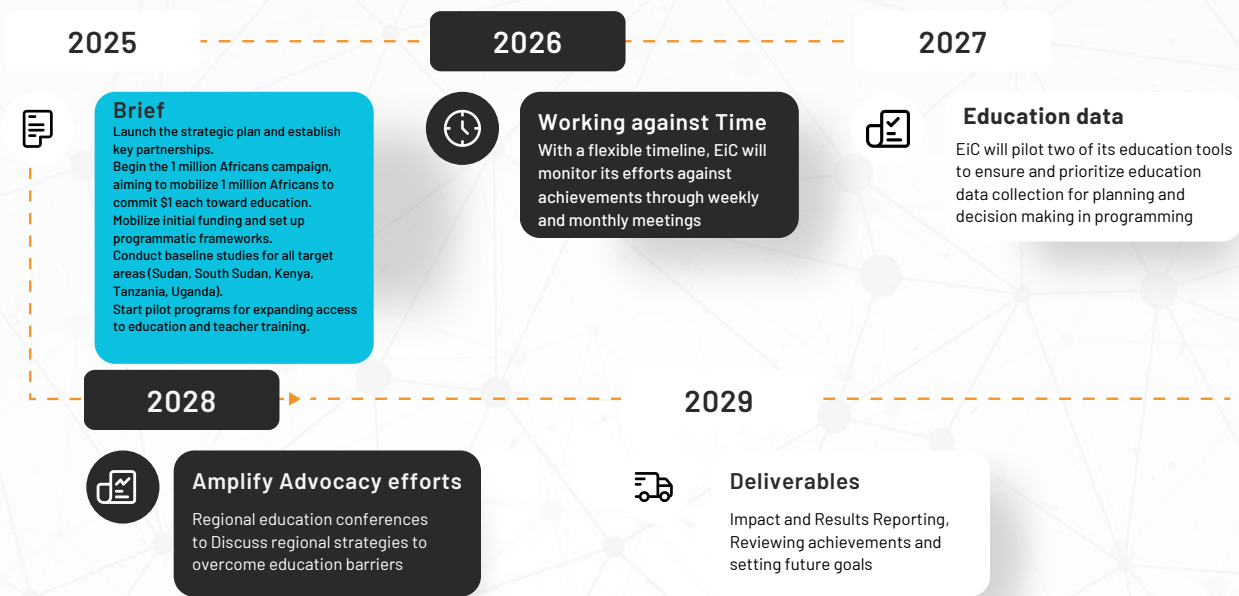 2025
2026
2027
Brief
Launch the strategic plan and establish
key partnerships.
Begin the 1 million Africans campaign,
aiming to mobilize 1 million Africans to
commit $1 each toward education.
Mobilize initial funding and set up
programmatic frameworks.
Conduct baseline studies for all target
areas (Sudan, South Sudan, Kenya,
Tanzania, Uganda).
Start pilot programs for expanding access
to education and teacher training.
Working against Time
With a flexible timeline, EiC will
monitor its efforts against
achievements through weekly
and monthly meetings
Education data
EiC will pilot two of its education tools
to ensure and prioritize education
data collection for planning and
decision making in programming
2028
2029
Amplify Advocacy efforts
Regional education conferences
to Discuss regional strategies to
overcome education barriers
Deliverables
Impact and Results Reporting,
Reviewing achievements and
setting future goals